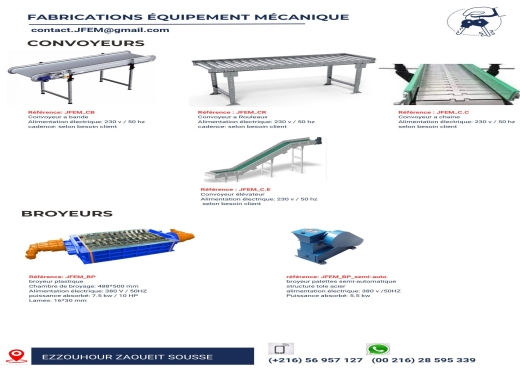 FABRICATIONS ÉQUIPEMENT MÉCANIQUE
contact.JFEM@gmail.com
CONVOYEURS
Référence: JFEM_CB
Convoyeur a bande
Alimentation électrique: 230 v / 50 hz
cadence: selon besoin client
Référence : JFEM_CR
Convoyeur a Rouleaux
Alimentation électrique: 230 v / 50 hz
cadence: selon besoin client
Référence : JFEM_C.C
Convoyeur a chaine
Alimentation électrique: 230 v / 50 hz
selon besoin client
Référence : JFEM_C.E
Convoyeur élévateur
Alimentation électrique: 230 v / 50 hz
selon besoin client
BROYEURS
Référence: JFEM_BP
broyeur plastique
Chambre de broyage: 488*500 mm
Alimentation électrique: 380 V / 50HZ
puissance absorbé: 7.5 kw / 10 HP
Lames: 16*30 mm
référence: JFEM_BP_semi-auto.
broyeur palettes semi-automatique
structure tole acier
alimentation électrique: 380 v /50HZ
Puissance absorbé: 5.5 kw
EZZOUHOUR ZAOUEIT SOUSSE
(+216) 56 957 127
(00 216) 28 595 339